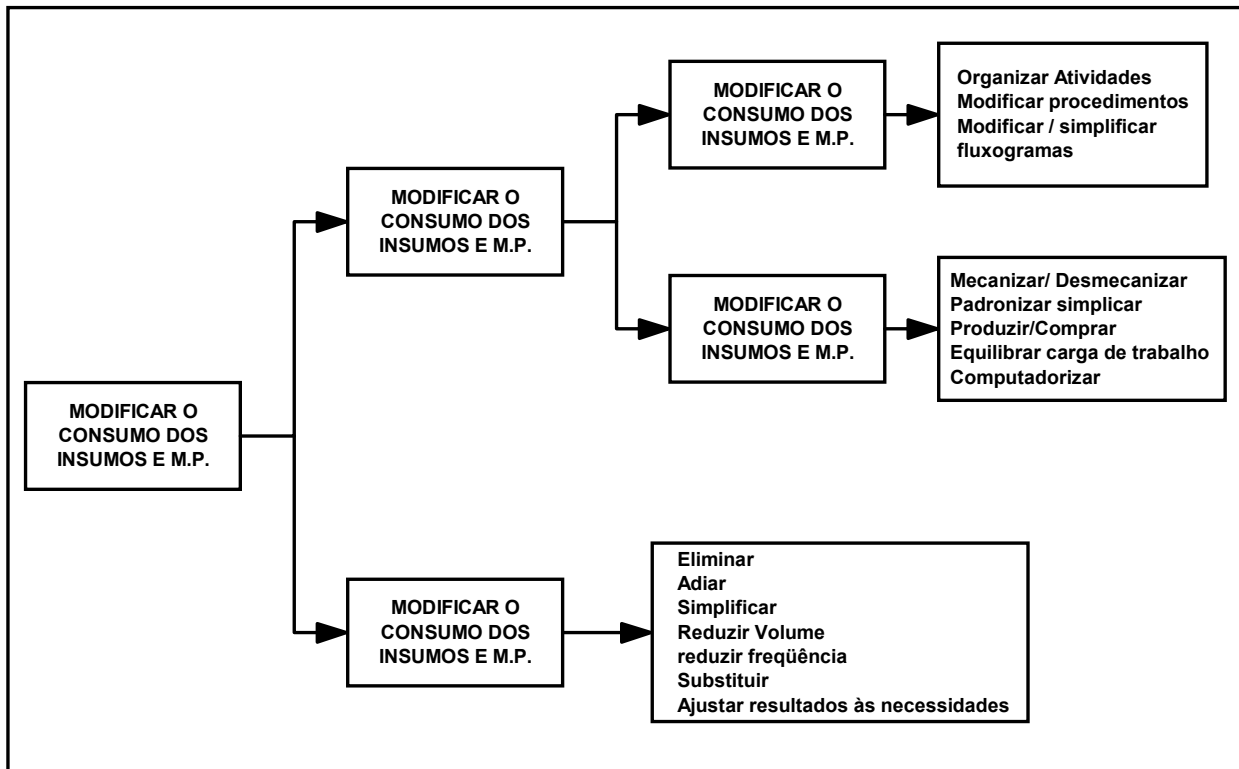 MODIFICAR O
CONSUMO DOS
INSUMOS E M.P.
Organizar Atividades
Modificar procedimentos
Modificar / simplificar
fluxogramas
MODIFICAR O
CONSUMO DOS
INSUMOS E M.P.
MODIFICAR O
CONSUMO DOS
INSUMOS E M.P.
Mecanizar/ Desmecanizar
Padronizar simplicar
Produzir/Comprar
Equilibrar carga de trabalho
Computadorizar
MODIFICAR O
CONSUMO DOS
INSUMOS E M.P.
MODIFICAR O
CONSUMO DOS
INSUMOS E M.P.
Eliminar
Adiar
Simplificar
Reduzir Volume
reduzir freqüência
Substituir
Ajustar resultados às necessidades